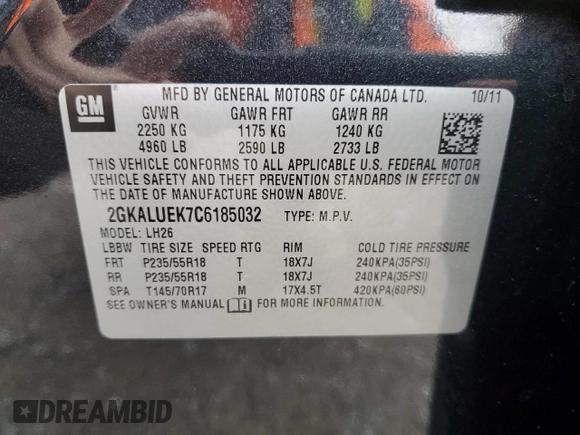 GM
MFD BY GENERAL MOTORS OF CANADA LTD. 10/11
GVWR GAWR FRT GAWR RR
2250 KG 1175 KG 1240 KG
4960 LB 2590 LB 2733 LB
THIS VEHICLE CONFORMS TO ALL APPLICABLE U.S. FEDERAL MOTOR
VEHICLE SAFETY AND THEFT PREVENTION STANDARDS IN EFFECT ON
THE DATE OF MANUFACTURE SHOWN ABOVE.
2GKALUEK7C6185032 TYPE: M.P.V.
MODEL: LH26
LBBW TIRE SIZE SPEED RTG RIM COLD TIRE PRESSURE
FRT P235/55R18 T 18X7J 240KPA(35PSI)
RR P235/55R18 T 18X7J 240KPA(35PSI)
SPA T145/70R17 M 17X4.5T 420KPA(60PSI)
SEE OWNER'S MANUAL FOR MORE INFORMATION
DREAMBID